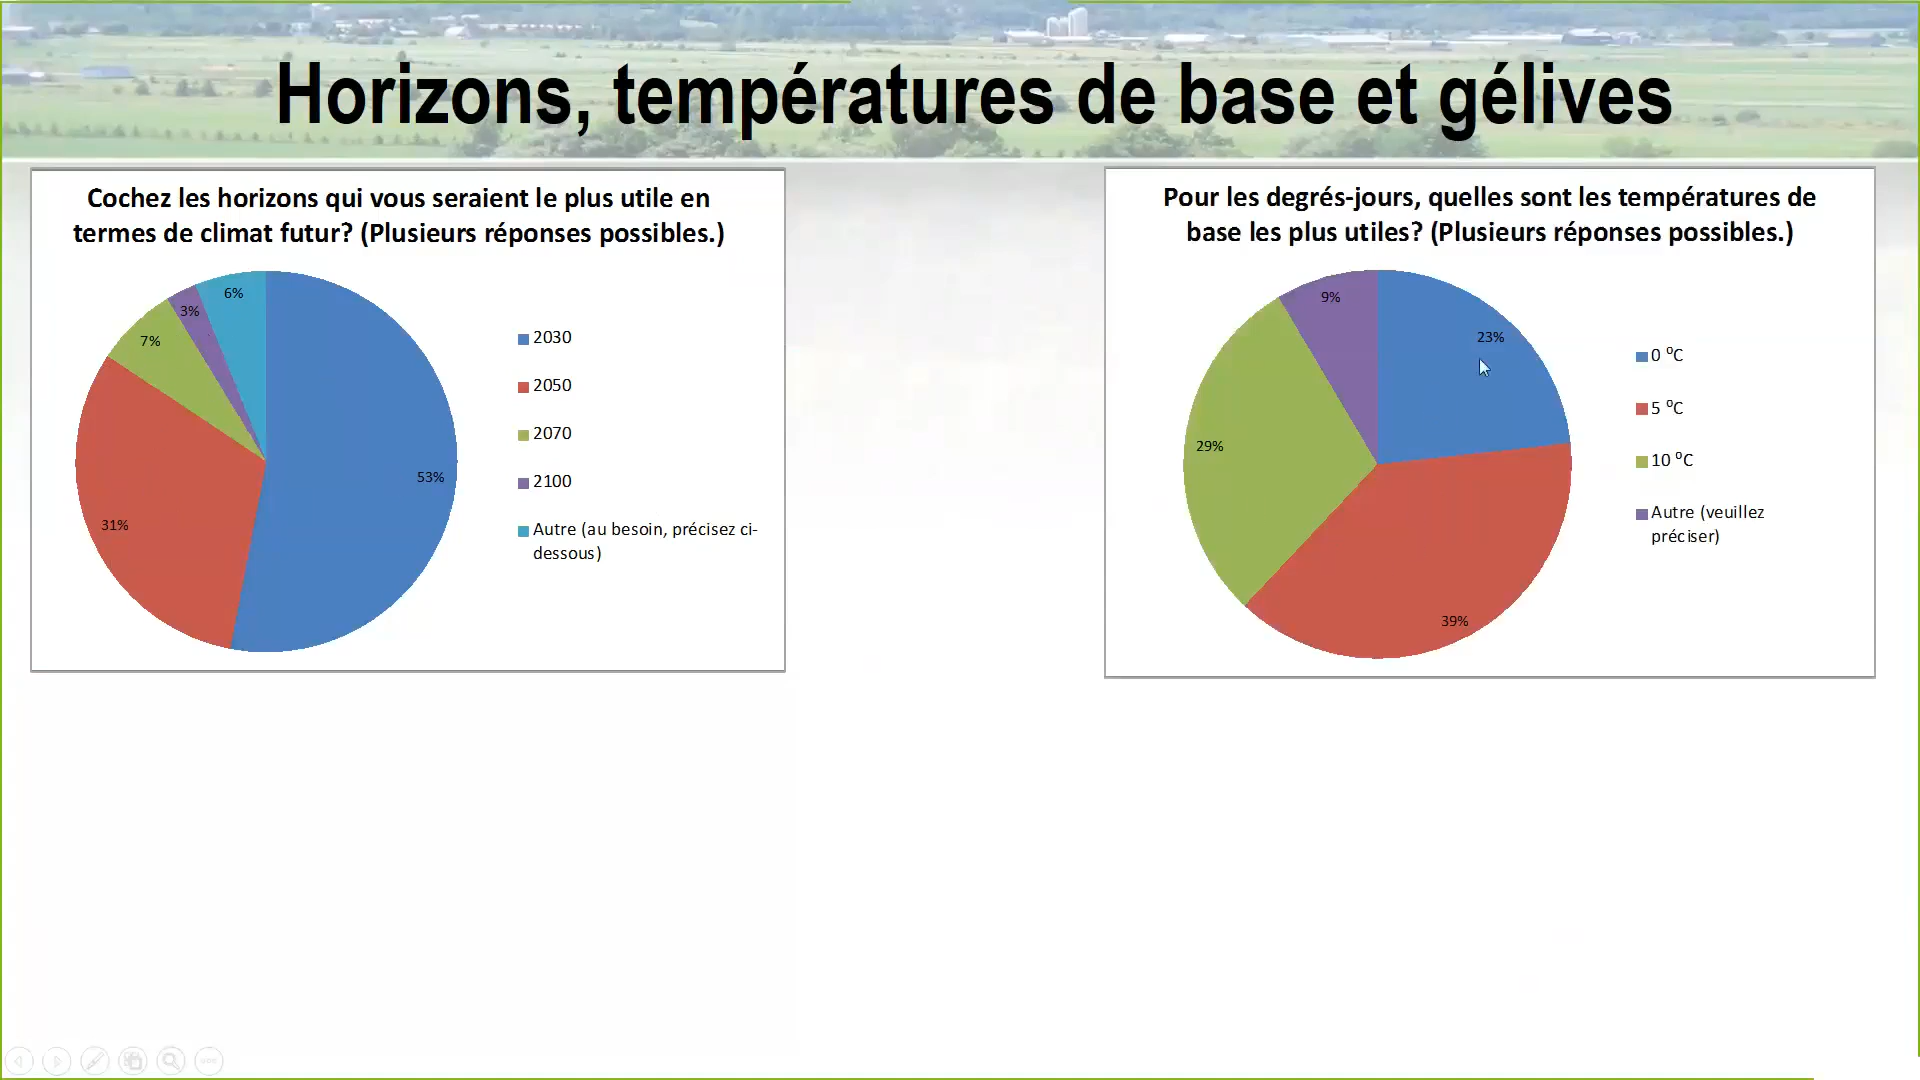 Horizons, températures de base et gélives
Cochez les horizons qui vous seraient le plus utile en
termes de climat futur? (Plusieurs réponses possibles.)
6%
3%
7%
53%
31%
2030
2050
2070
2100
Autre (au besoin, précisez ci-
dessous)
Pour les degrés-jours, quelles sont les températures de
base les plus utiles? (Plusieurs réponses possibles.)
9%
23%
29%
39%
0 ⁰C
5 ⁰C
10 ⁰C
Autre (veuillez
préciser)